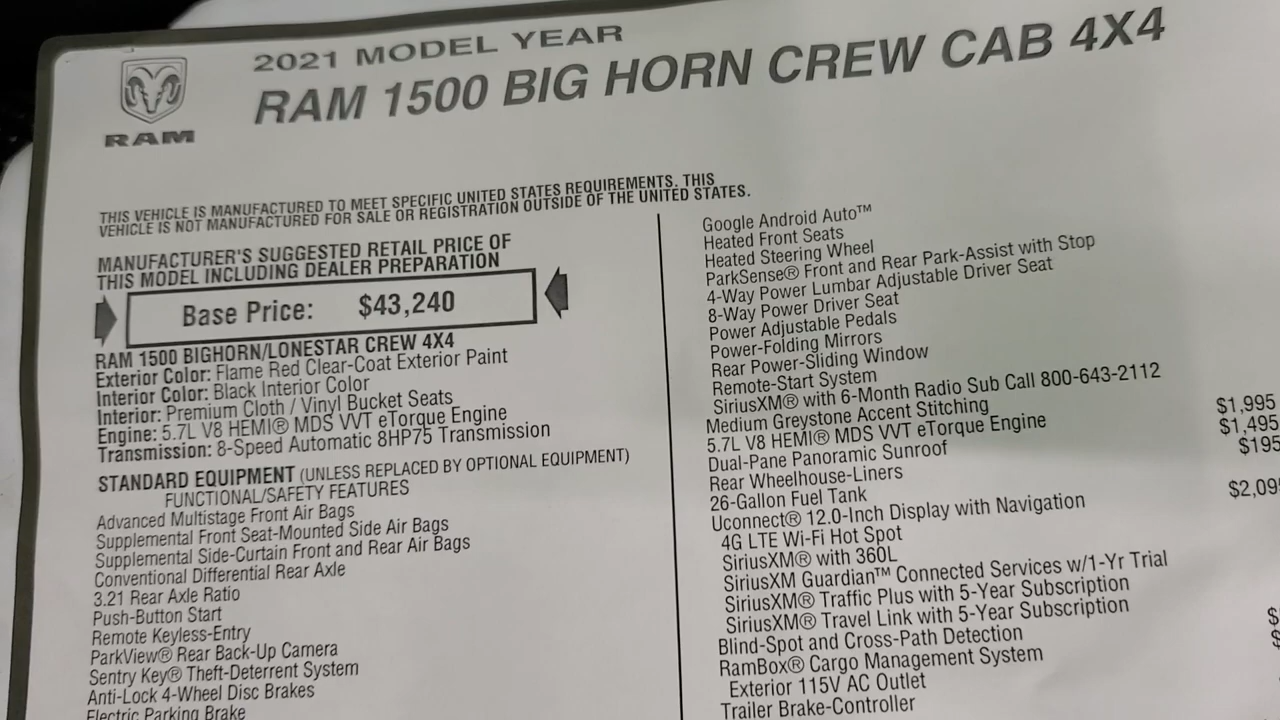 2021 MODEL YEAR
RAM 1500 BIG HORN CREW CAB 4X4
RAM
THIS VEHICLE IS MANUFACTURED TO MEET SPECIFIC UNITED STATES REQUIREMENTS. THIS
VEHICLE IS NOT MANUFACTURED FOR SALE OR REGISTRATION OUTSIDE OF THE UNITED STATES.
MANUFACTURER'S SUGGESTED RETAIL PRICE OF
THIS MODEL INCLUDING DEALER PREPARATION
Base Price: $43,240
RAM 1500 BIGHORN/LONESTAR CREW 4X4
Exterior Color: Flame Red Clear-Coat Exterior Paint
Interior Color: Black Interior Color
Interior: Premium Cloth / Vinyl Bucket Seats
Engine: 5.7L V8 HEMI® MDS VVT eTorque Engine
Transmission: 8-Speed Automatic 8HP75 Transmission
STANDARD EQUIPMENT (UNLESS REPLACED BY OPTIONAL EQUIPMENT)
FUNCTIONAL/SAFETY FEATURES
Advanced Multistage Front Air Bags
Supplemental Front Seat-Mounted Side Air Bags
Supplemental Side-Curtain Front and Rear Air Bags
Conventional Differential Rear Axle
3.21 Rear Axle Ratio
Push-Button Start
Remote Keyless-Entry
ParkView® Rear Back-Up Camera
Sentry Key® Theft-Deterrent System
Anti-Lock 4-Wheel Disc Brakes
Electric Parking Brake
Google Android Auto™
Heated Front Seats
Heated Steering Wheel
ParkSense® Front and Rear Park-Assist with Stop
4-Way Power Lumbar Adjustable Driver Seat
8-Way Power Driver Seat
Power Adjustable Pedals
Power-Folding Mirrors
Rear Power-Sliding Window
Remote-Start System
SiriusXM® with 6-Month Radio Sub Call 800-643-2112
Medium Greystone Accent Stitching
5.7L V8 HEMI® MDS VVT eTorque Engine $1,995
Dual-Pane Panoramic Sunroof $1,495
Rear Wheelhouse-Liners $195
26-Gallon Fuel Tank
Uconnect® 12.0-Inch Display with Navigation $2,09
4G LTE Wi-Fi Hot Spot
SiriusXM® with 360L
SiriusXM Guardian™ Connected Services w/1-Yr Trial
SiriusXM® Traffic Plus with 5-Year Subscription
SiriusXM® Travel Link with 5-Year Subscription
Blind-Spot and Cross-Path Detection $
RamBox® Cargo Management System $
Exterior 115V AC Outlet
Trailer Brake-Controller